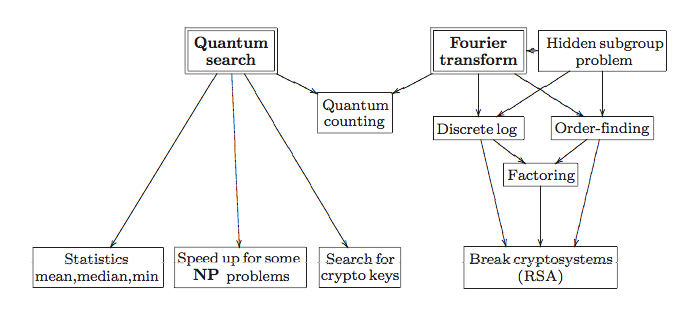 Quantum
search
Fourier
transform
Hidden subgroup
problem
Quantum
counting
Discrete log
Order-finding
Factoring
Statistics
mean,median,min
Speed up for some
NP problems
Search for
crypto keys
Break cryptosystems
(RSA)